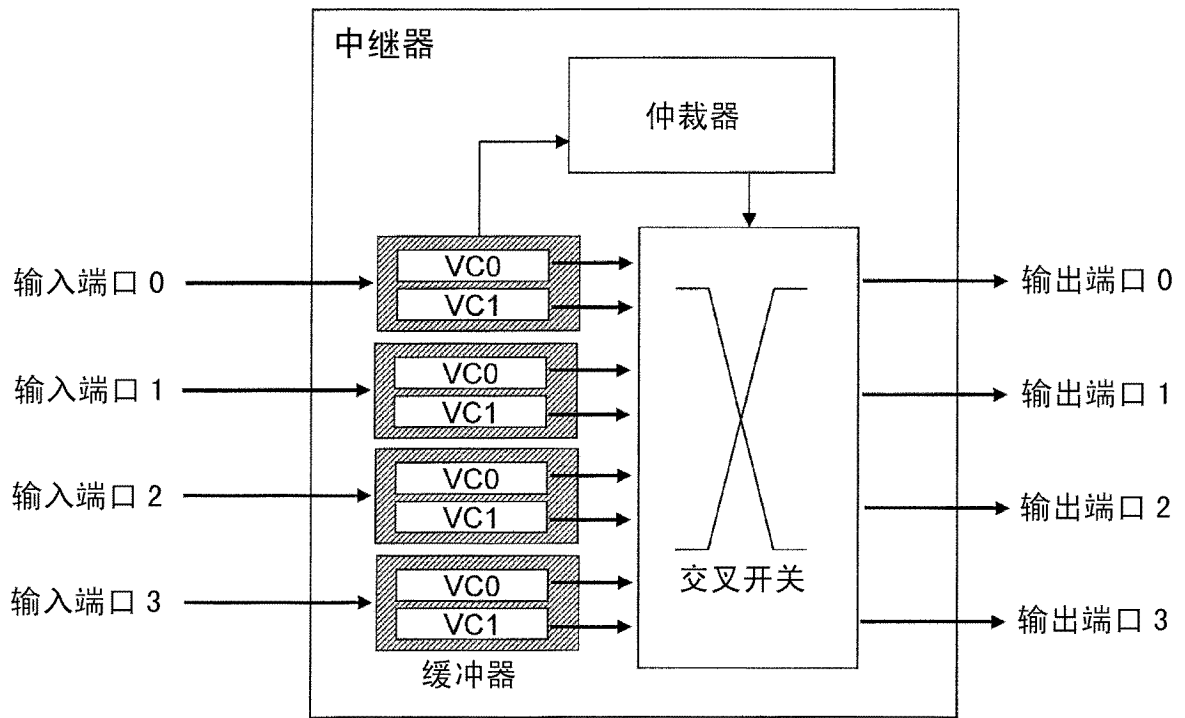 中继器
仲裁器
输入端口 0
VC0
VC1
输出端口 0
输入端口 1
VC0
VC1
输出端口 1
输入端口 2
VC0
VC1
输出端口 2
输入端口 3
VC0
VC1
交叉开关
输出端口 3
缓冲器